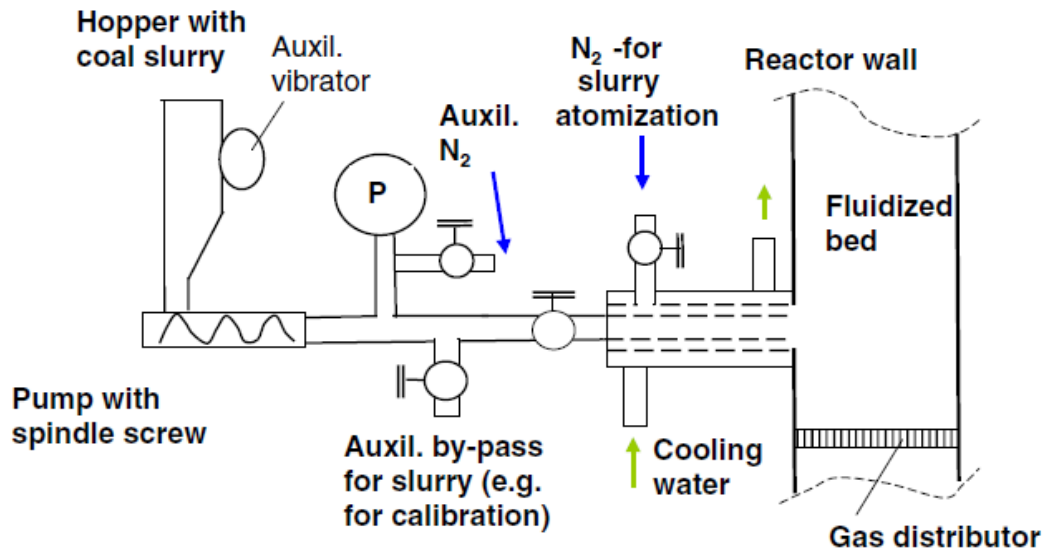 Hopper with
coal slurry
Auxil.
vibrator
Auxil.
N2
N2 -for
slurry
atomization
Reactor wall
P
Fluidized
bed
Pump with
spindle screw
Auxil. by-pass
for slurry (e.g.
for calibration)
Cooling
water
Gas distributor